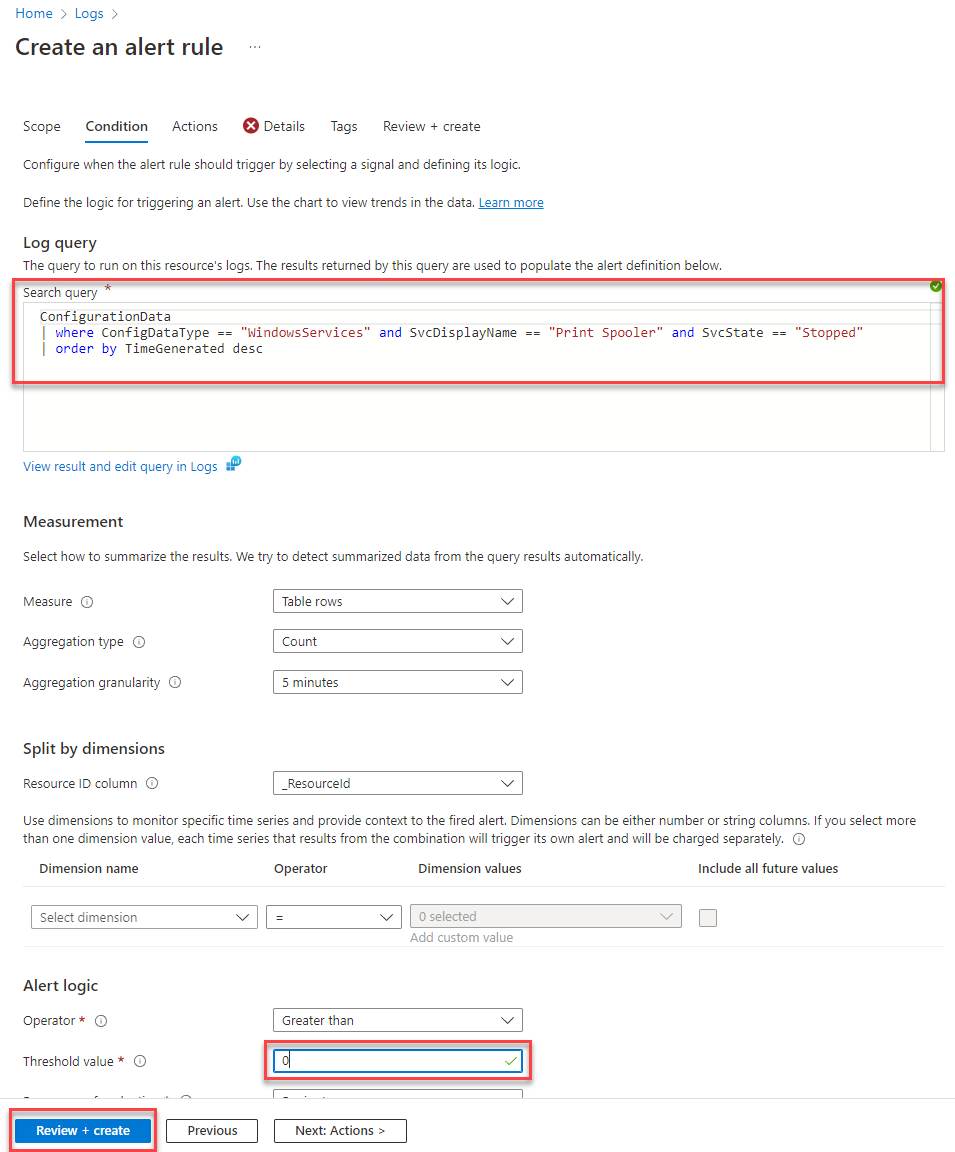 Home > Logs >
Create an alert rule ...
Scope Condition Actions Details Tags Review + create
Configure when the alert rule should trigger by selecting a signal and defining its logic.
Define the logic for triggering an alert. Use the chart to view trends in the data. Learn more
Log query
The query to run on this resource's logs. The results returned by this query are used to populate the alert definition below.
Search query *
ConfigurationData
| where ConfigDataType == "WindowsServices" and SvcDisplayName == "Print Spooler" and SvcState == "Stopped"
| order by TimeGenerated desc
View result and edit query in Logs
Measurement
Select how to summarize the results. We try to detect summarized data from the query results automatically.
Measure Table rows
Aggregation type Count
Aggregation granularity 5 minutes
Split by dimensions
Resource ID column _ResourceId
Use dimensions to monitor specific time series and provide context to the fired alert. Dimensions can be either number or string columns. If you select more
than one dimension value, each time series that results from the combination will trigger its own alert and will be charged separately.
Dimension name Operator Dimension values Include all future values
Select dimension = 0 selected
Add custom value
Alert logic
Operator * Greater than
Threshold value * 0
Review + create Previous Next: Actions >